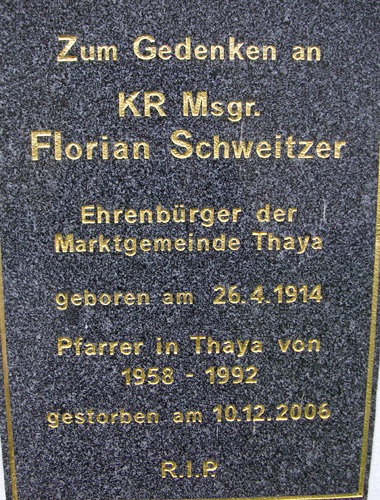 Zum Gedenken an
KR Msgr.
Florian Schweitzer
Ehrenbürger der
Marktgemeinde Thaya
geboren am 26.4.1914
Pfarrer in Thaya von
1958 - 1992
gestorben am 10.12.2006
R.I.P.